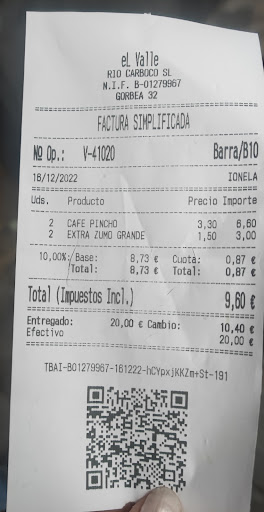 eL Valle
RIO CARBOCO SL
N.I.F. B-01279967
GORBEA 32
FACTURA SIMPLIFICADA
Nº Op.: V-41020 Barra/B10
16/12/2022 IONELA
Uds. Producto Precio Importe
2 CAFE PINCHO 3,30 6,60
2 EXTRA ZUMO GRANDE 1,50 3,00
10,00% Base: 8,73 € Cuota: 0,87 €
Total: 8,73 € Total: 0,87 €
Total (Impuestos Incl.) 9,60 €
Entregado: 20,00 € Cambio: 10,40 €
Efectivo 20,00 €
TBAI-B01279967-161222-hCYpxjKKZm+St-191